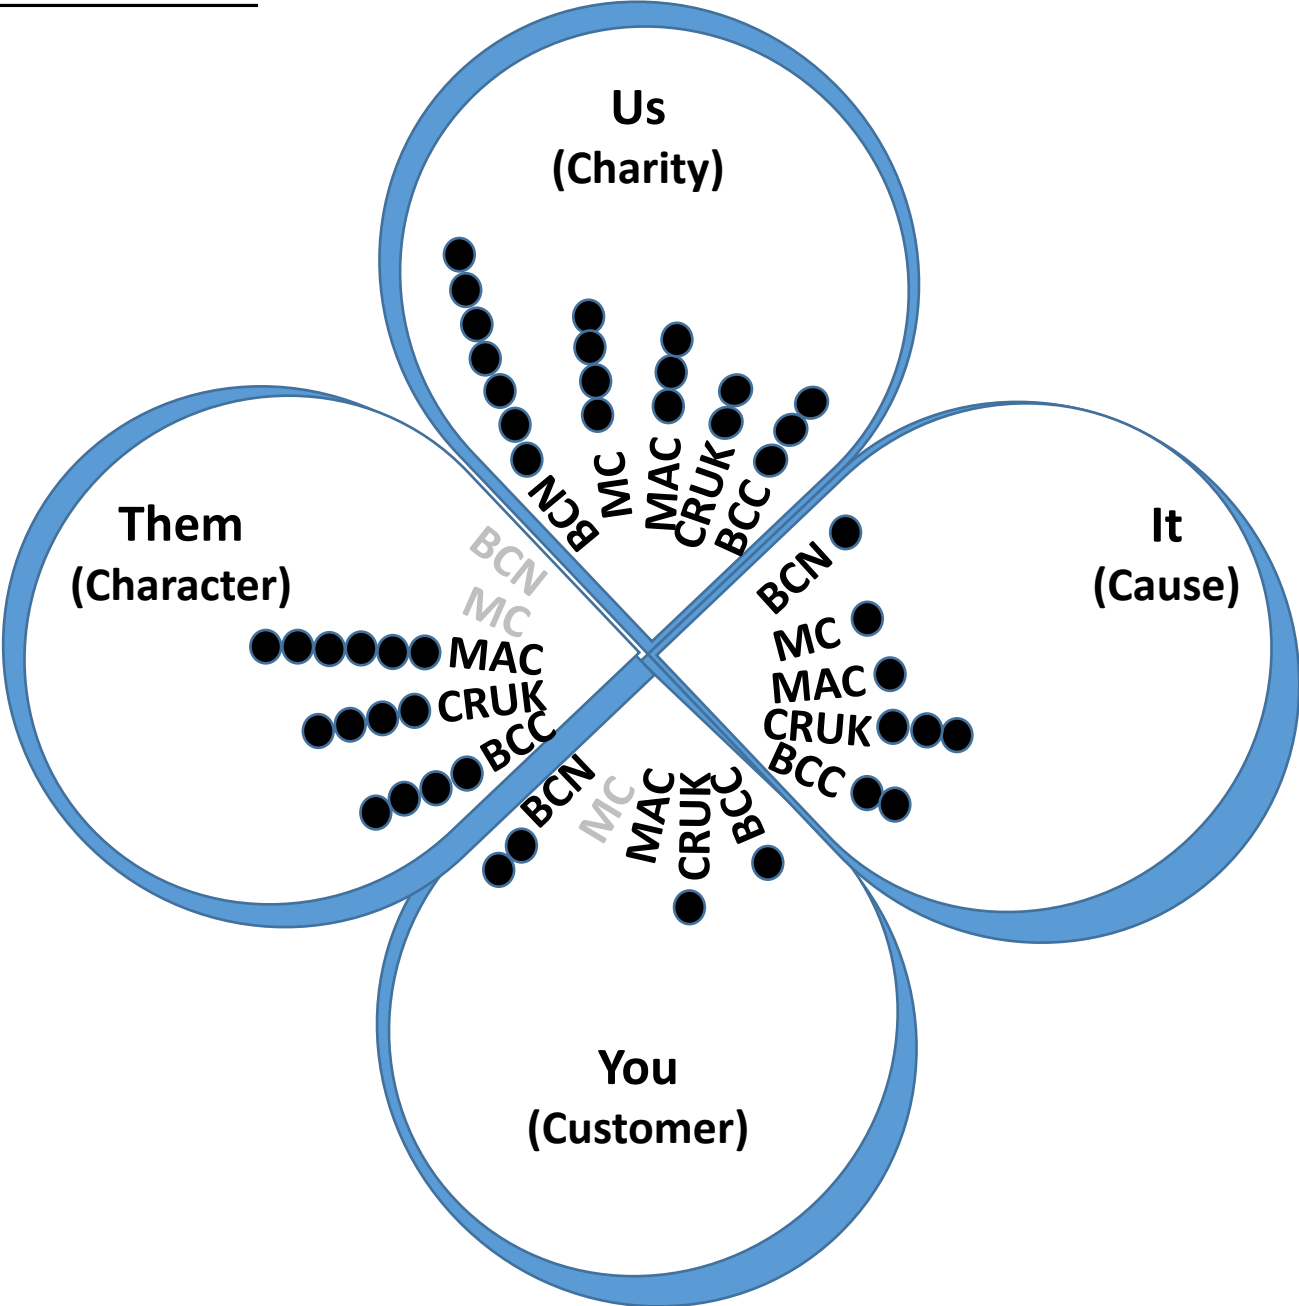 Us
(Charity)
BCN
MC
MAC
CRUK
BCC
Them
(Character)
BCN
MC
MAC
CRUK
BCC
It
(Cause)
BCN
MC
MAC
CRUK
BCC
BCN
MC
MAC
CRUK
BCC
You
(Customer)